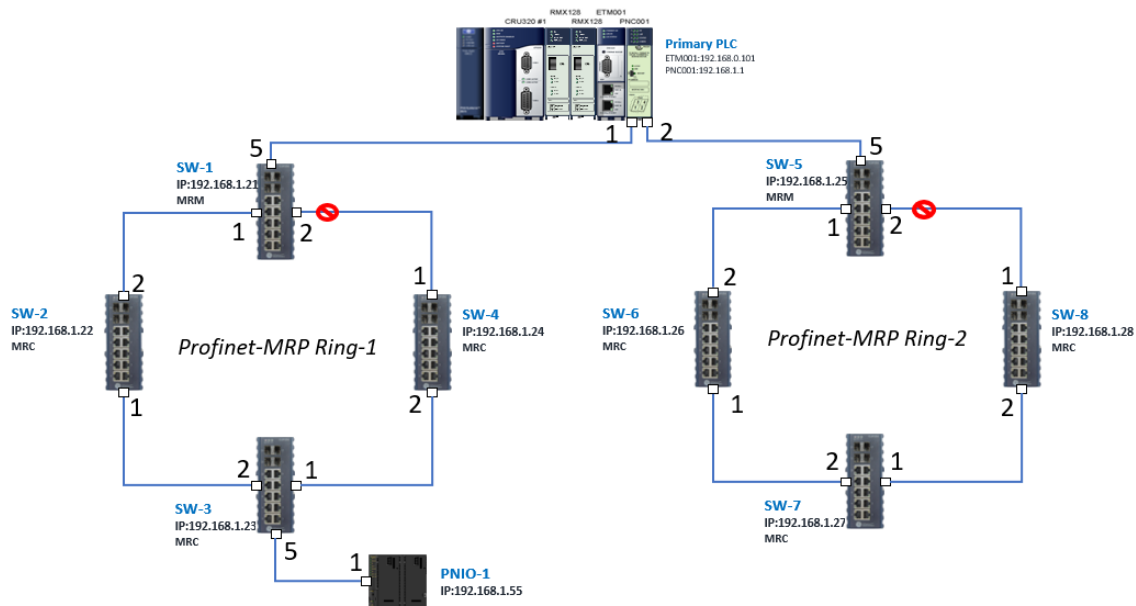 RMX128 ETM001
CRU320 #1 RMX128 PNC001
Primary PLC
ETM001:192.168.0.101
PNC001:192.168.1.1
1 2
5
SW-1
IP:192.168.1.21
MRM
1 2
5
SW-5
IP:192.168.1.25
MRM
1 2
2
SW-2
IP:192.168.1.22
MRC
1
Profinet-MRP Ring-1
1
SW-4
IP:192.168.1.24
MRC
2
2
SW-6
IP:192.168.1.26
MRC
1
Profinet-MRP Ring-2
1
SW-8
IP:192.168.1.28
MRC
2
2 1
SW-3
IP:192.168.1.23
MRC
5
2 1
SW-7
IP:192.168.1.27
MRC
1
PNIO-1
IP:192.168.1.55